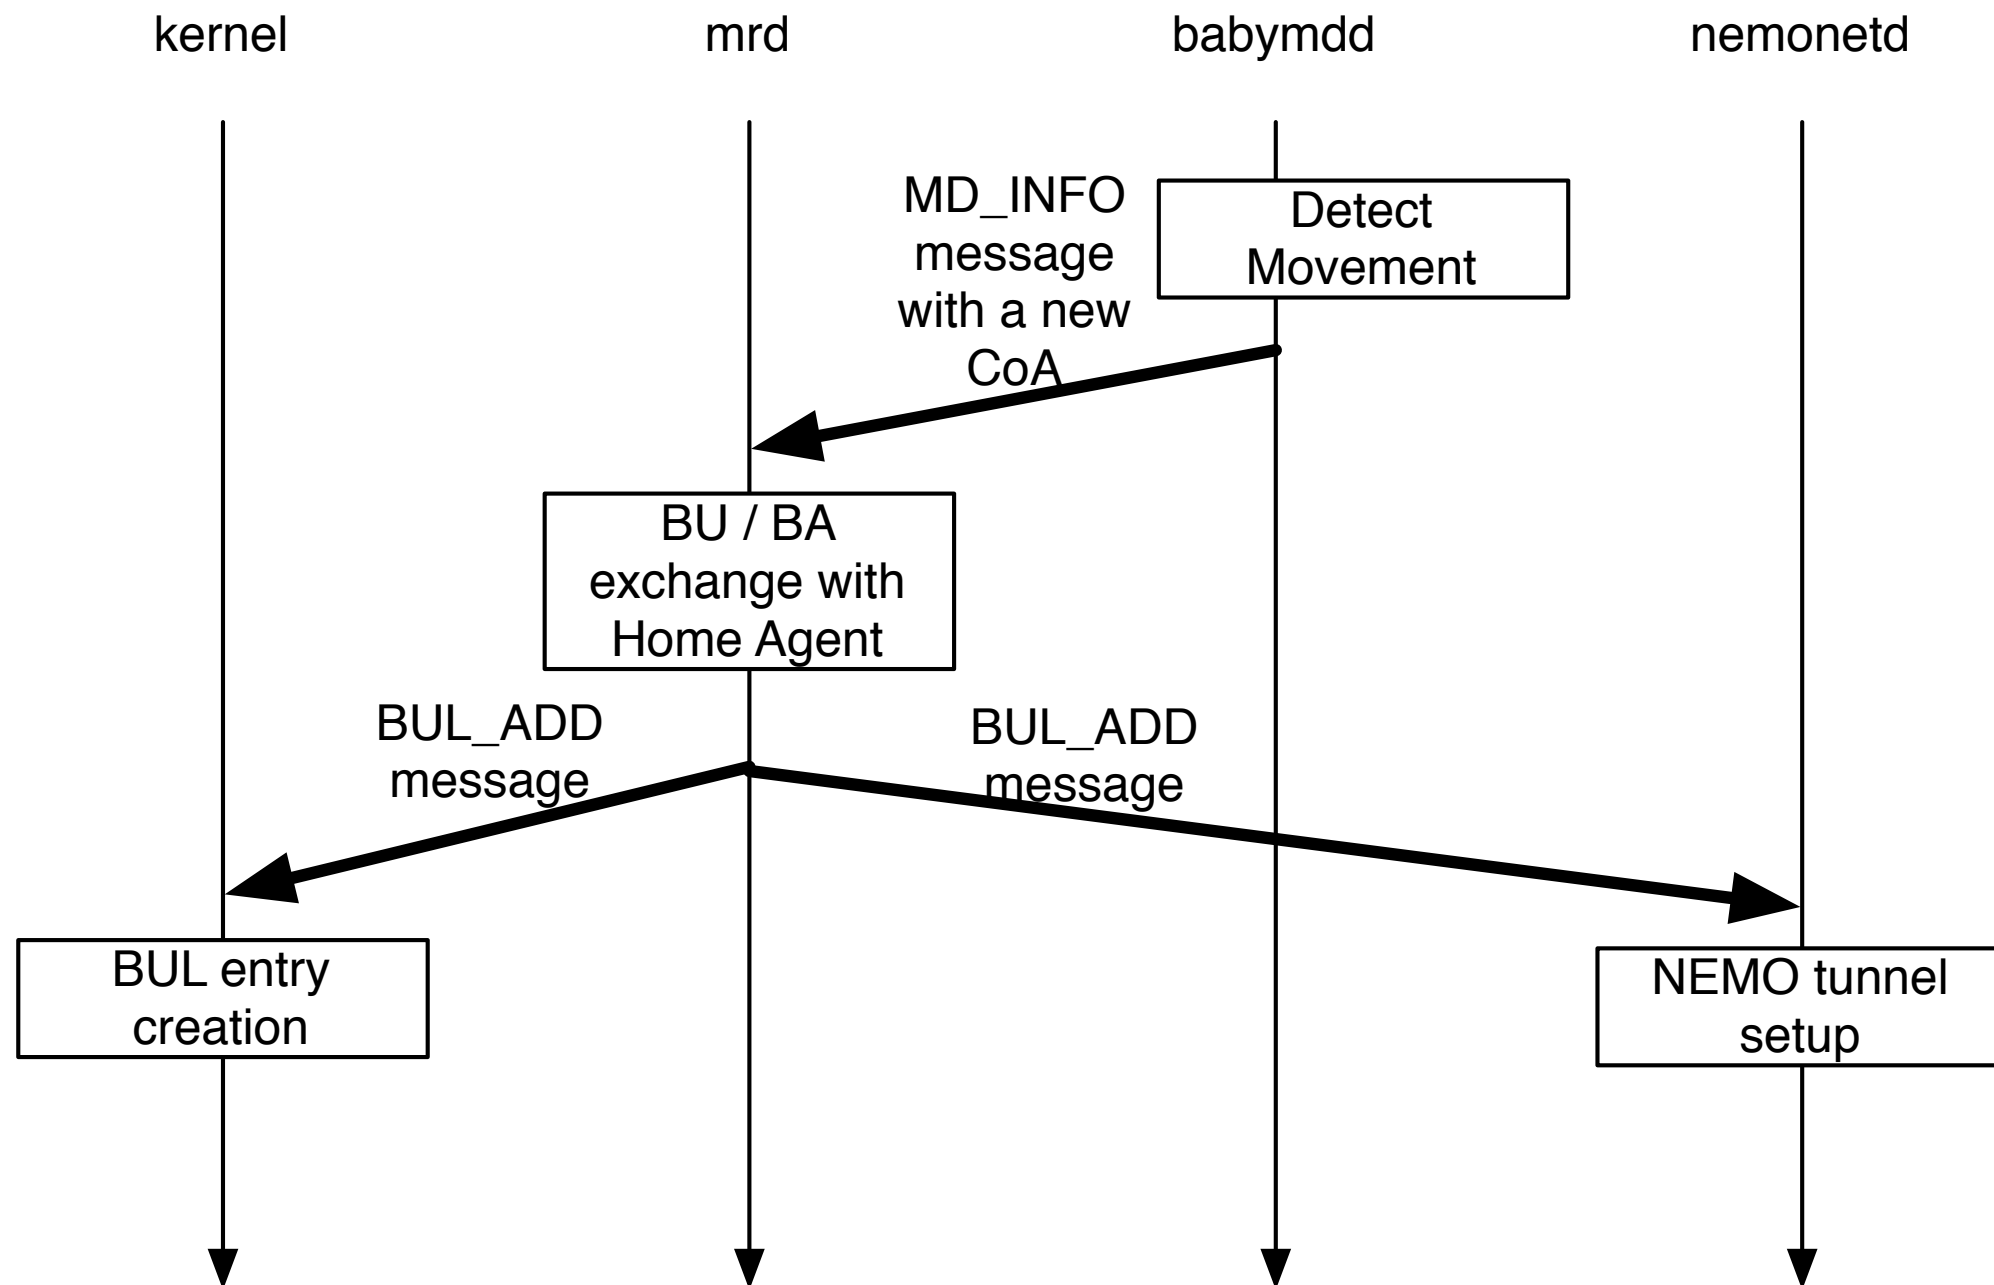 kernel
mrd
babymdd
nemonetd
MD_INFO
message
with a new
CoA
Detect
Movement
BU / BA
exchange with
Home Agent
BUL_ADD
message
BUL_ADD
message
BUL entry
creation
NEMO tunnel
setup